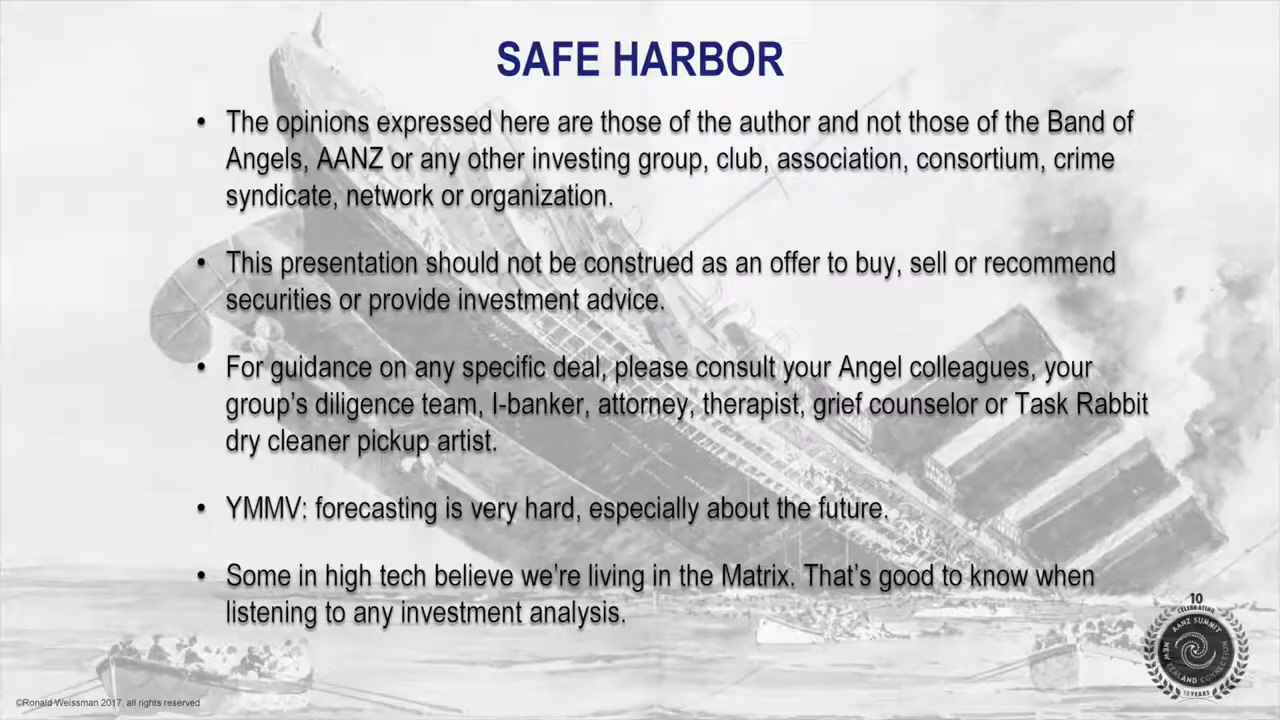 SAFE HARBOR
• The opinions expressed here are those of the author and not those of the Band of
Angels, AANZ or any other investing group, club, association, consortium, crime
syndicate, network or organization.
• This presentation should not be construed as an offer to buy, sell or recommend
securities or provide investment advice.
• For guidance on any specific deal, please consult your Angel colleagues, your
group's diligence team, I-banker, attorney, therapist, grief counselor or Task Rabbit
dry cleaner pickup artist.
• YMMV: forecasting is very hard, especially about the future.
• Some in high tech believe we're living in the Matrix. That's good to know when
listening to any investment analysis.
10
CELEBRATING
AANZ SUMMIT
NEW ZEALAND CONNECTION
10 YEARS
©Ronald Weissman 2017, all rights reserved